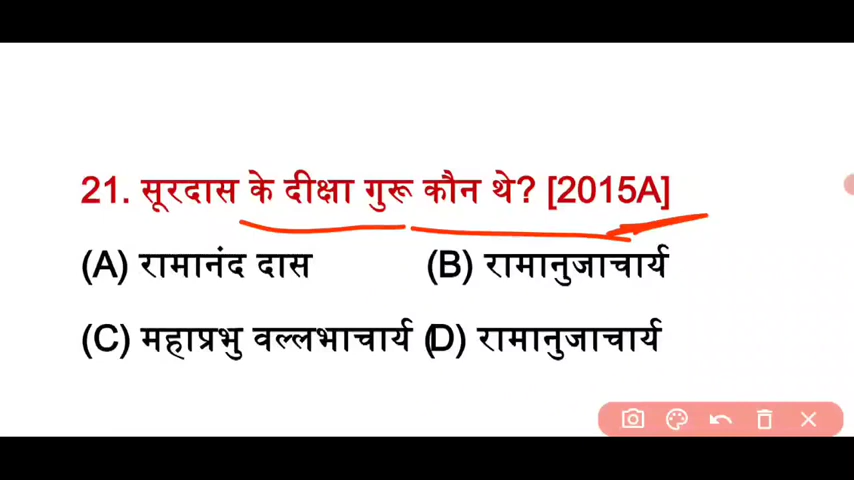 21. सूरदास के दीक्षा गुरू कौन थे? [2015A]
(A) रामानंद दास (B) रामानुजाचार्य
(C) महाप्रभु वल्लभाचार्य (D) रामानुजाचार्य